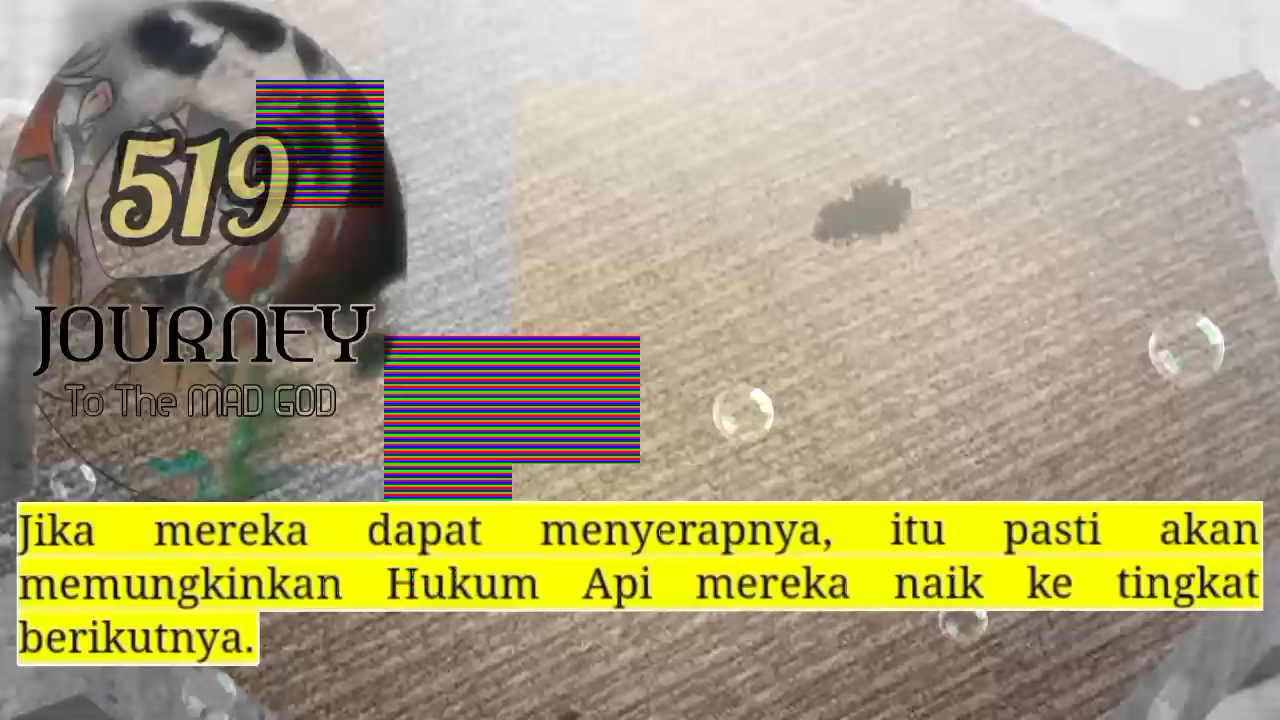 519
JOURNEY
To The MAD GOD
Jika mereka dapat menyerapnya, itu pasti akan
memungkinkan Hukum Api mereka naik ke tingkat
berikutnya.